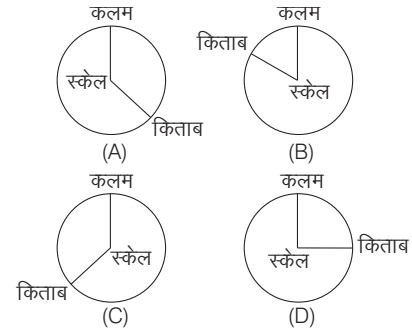 कलम
स्केल
किताब
(A)
कलम
किताब
स्केल
(B)
कलम
स्केल
किताब
(C)
कलम
किताब
स्केल
(D)